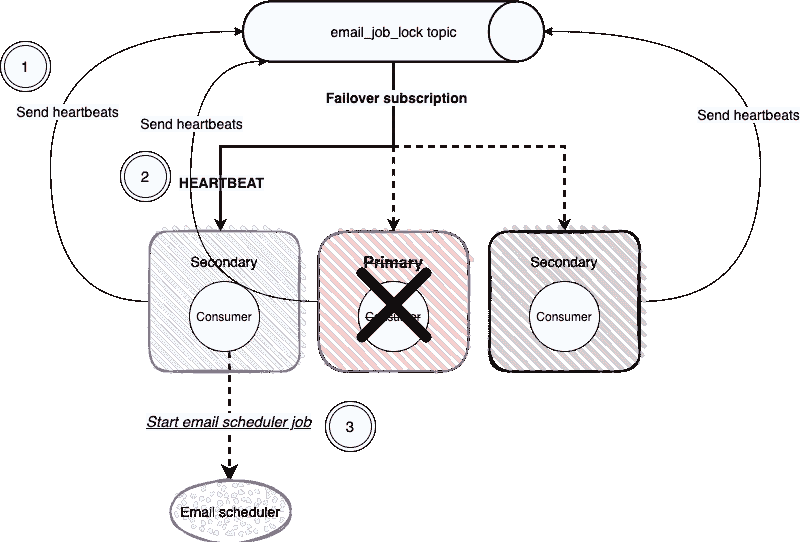 email_job_lock topic
1
Send heartbeats
Failover subscription
Send heartbeats
Send heartbeats
2
HEARTBEAT
Secondary
Primary
Secondary
Consumer
Consumer
Consumer
Start email scheduler job
3
Email scheduler